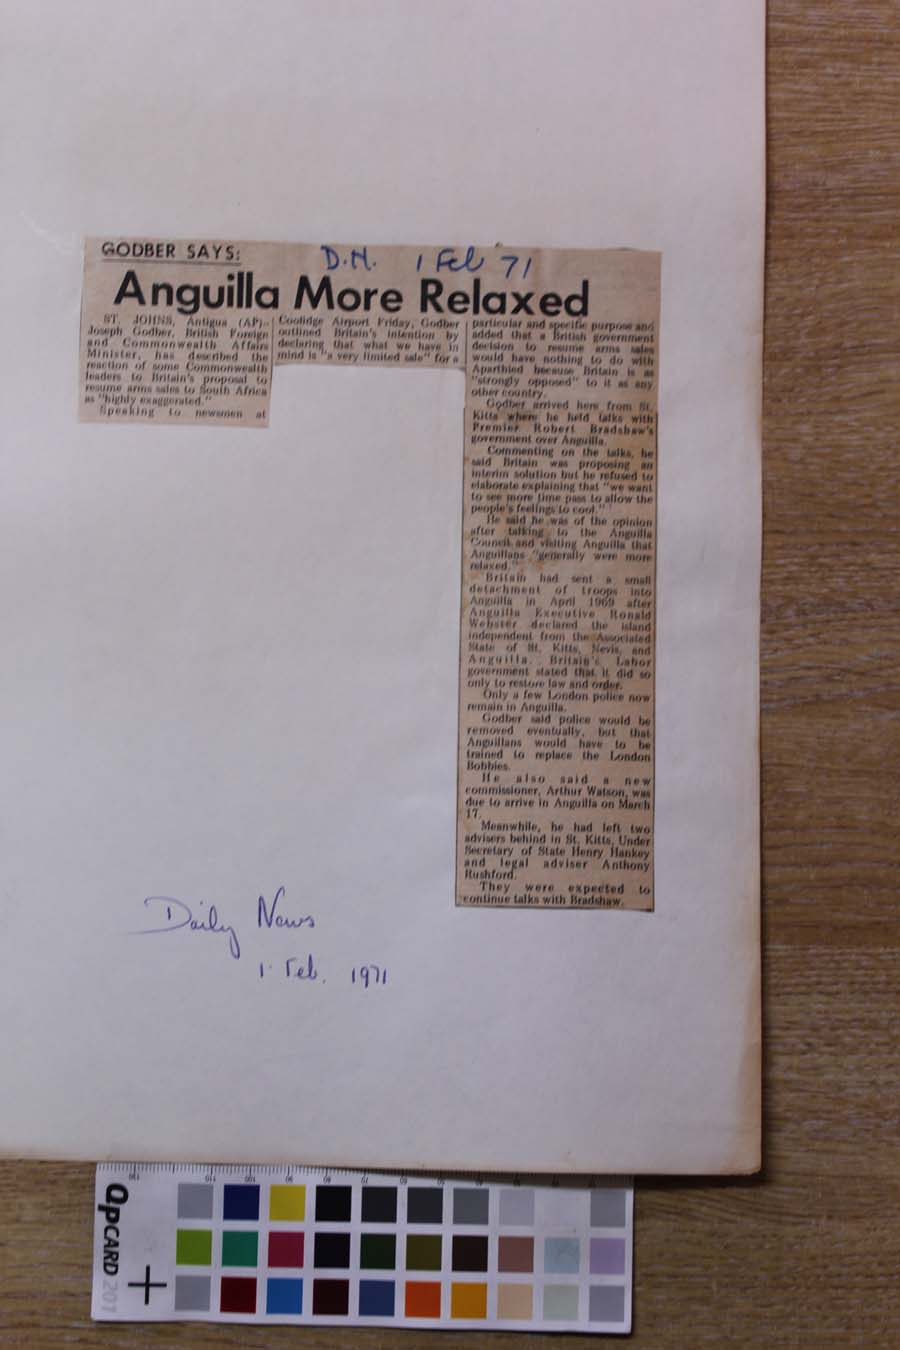 GODBER SAYS:
D.N. 1 Feb 71
Anguilla More Relaxed
ST. JOHNS, Antigua (AP)--
Joseph Godber, British Foreign
and Commonwealth Affairs
Minister, has described the
reaction of some Commonwealth
leaders to Britain's proposal to
resume arms sales to South Africa
as "highly exaggerated."
Speaking to newsmen at
Coolidge Airport Friday, Godber
outlined Britain's intention by
declaring that what we have in
mind is "a very limited sale" for a
particular and specific purpose and
added that a British government
decision to resume arms sales
would have nothing to do with
Aparthied because Britain is as
"strongly opposed" to it as any
other country.
Godber arrived here from St.
Kitts where he held talks with
Premier Robert Bradshaw's
government over Anguilla.
Commenting on the talks, he
said Britain was proposing an
interim solution but he refused to
elaborate explaining that "we want
to see more time pass to allow the
people's feelings to cool."
He said he was of the opinion
after talking to the Anguilla
Council and visiting Anguilla that
Anguillans "generally were more
relaxed."
Britain had sent a small
detachment of troops into
Anguilla in April 1969 after
Anguilla Executive Ronald
Webster declared the island
independent from the Associated
State of St. Kitts, Nevis, and
Anguilla. Britain's Labor
government stated that it did so
only to restore law and order.
Only a few London police now
remain in Anguilla.
Godber said police would be
removed eventually, but that
Anguillans would have to be
trained to replace the London
Bobbies.
He also said a new
commissioner, Arthur Watson, was
due to arrive in Anguilla on March
17.
Meanwhile, he had left two
advisers behind in St. Kitts, Under
Secretary of State Henry Hankey
and legal adviser Anthony
Rushford.
They were expected to
continue talks with Bradshaw.
Daily News
1 Feb. 1971
QPCARD 201